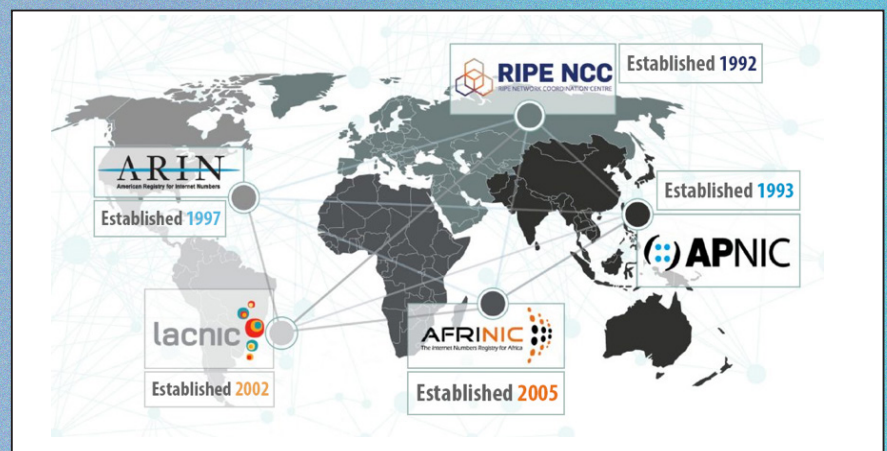 RIPE NCC
RIPE NETWORK COORDINATION CENTRE
Established 1992
ARIN
American Registry for Internet Numbers
Established 1997
Established 1993
APNIC
lacnic
Established 2002
AFRINIC
The Internet Numbers Registry for Africa
Established 2005